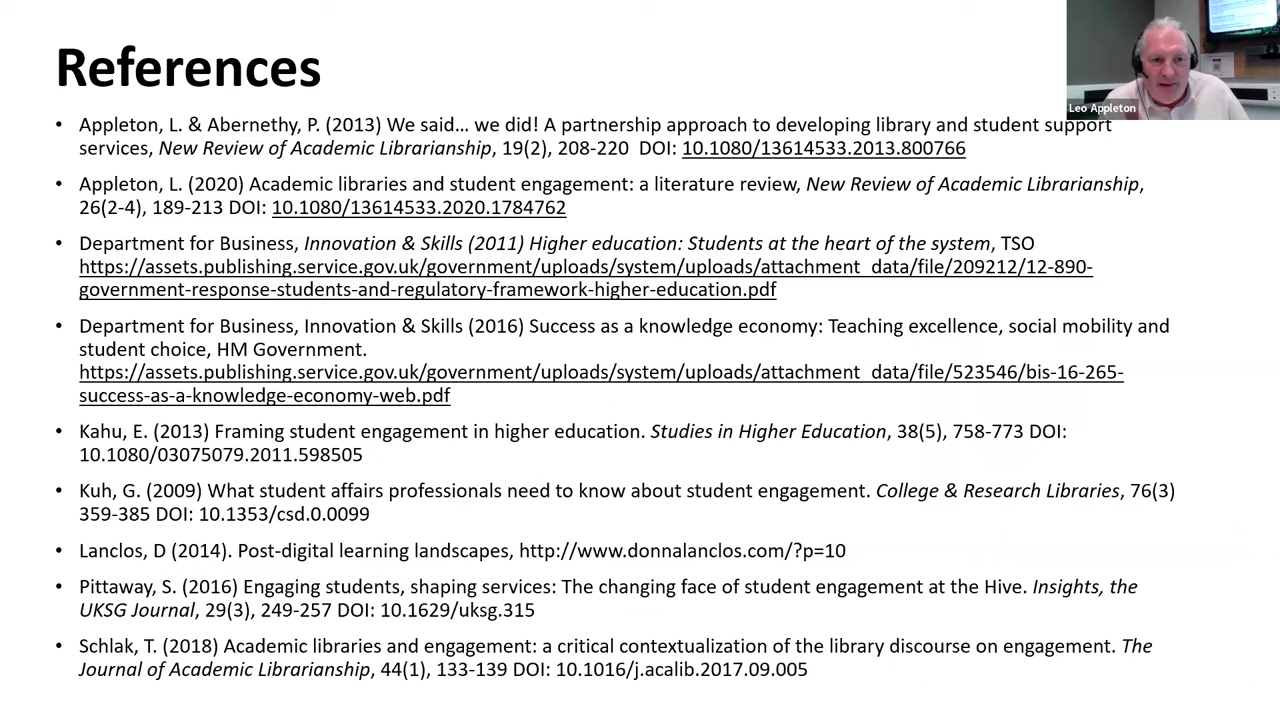 References
Leo Appleton
• Appleton, L. & Abernethy, P. (2013) We said… we did! A partnership approach to developing library and student support
services, New Review of Academic Librarianship, 19(2), 208-220 DOI: 10.1080/13614533.2013.800766
• Appleton, L. (2020) Academic libraries and student engagement: a literature review, New Review of Academic Librarianship,
26(2-4), 189-213 DOI: 10.1080/13614533.2020.1784762
• Department for Business, Innovation & Skills (2011) Higher education: Students at the heart of the system, TSO
https://assets.publishing.service.gov.uk/government/uploads/system/uploads/attachment_data/file/209212/12-890-
government-response-students-and-regulatory-framework-higher-education.pdf
• Department for Business, Innovation & Skills (2016) Success as a knowledge economy: Teaching excellence, social mobility and
student choice, HM Government.
https://assets.publishing.service.gov.uk/government/uploads/system/uploads/attachment_data/file/523546/bis-16-265-
success-as-a-knowledge-economy-web.pdf
• Kahu, E. (2013) Framing student engagement in higher education. Studies in Higher Education, 38(5), 758-773 DOI:
10.1080/03075079.2011.598505
• Kuh, G. (2009) What student affairs professionals need to know about student engagement. College & Research Libraries, 76(3)
359-385 DOI: 10.1353/csd.0.0099
• Lanclos, D (2014). Post-digital learning landscapes, http://www.donnalanclos.com/?p=10
• Pittaway, S. (2016) Engaging students, shaping services: The changing face of student engagement at the Hive. Insights, the
UKSG Journal, 29(3), 249-257 DOI: 10.1629/uksg.315
• Schlak, T. (2018) Academic libraries and engagement: a critical contextualization of the library discourse on engagement. The
Journal of Academic Librarianship, 44(1), 133-139 DOI: 10.1016/j.acalib.2017.09.005